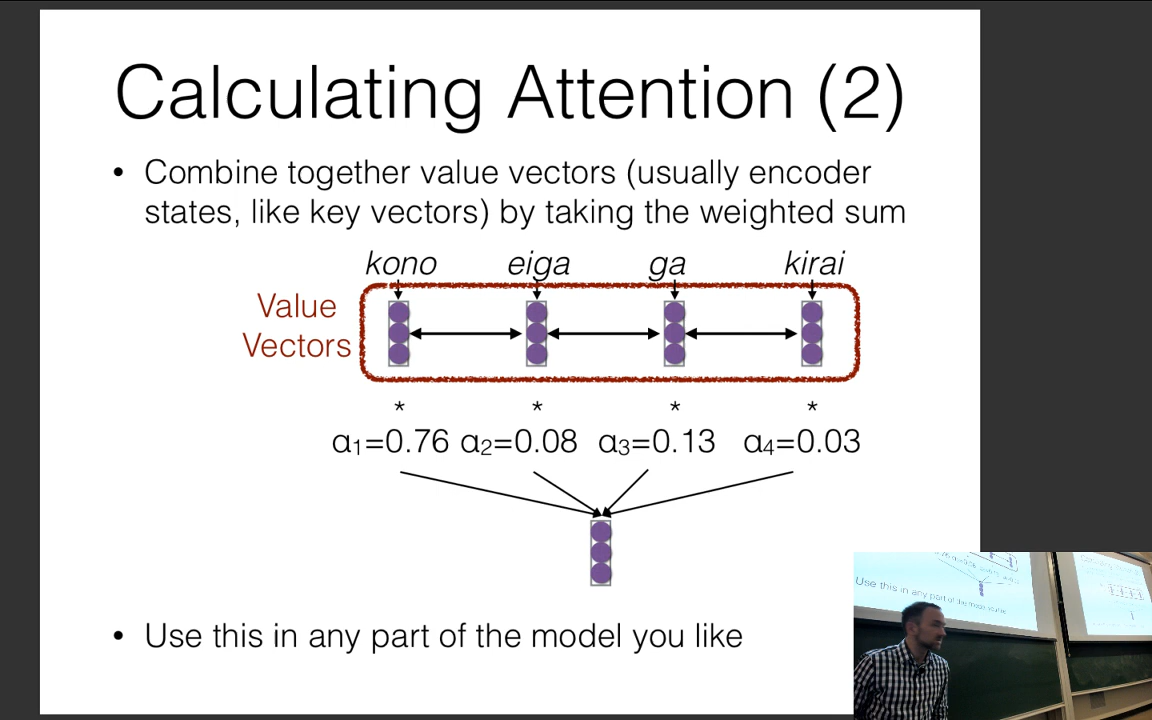 Calculating Attention (2)
• Combine together value vectors (usually encoder
states, like key vectors) by taking the weighted sum
kono eiga ga kirai
Value
Vectors
* * * *
α₁=0.76 α₂=0.08 α₃=0.13 α₄=0.03
• Use this in any part of the model you like
Use this in any part of the model you like